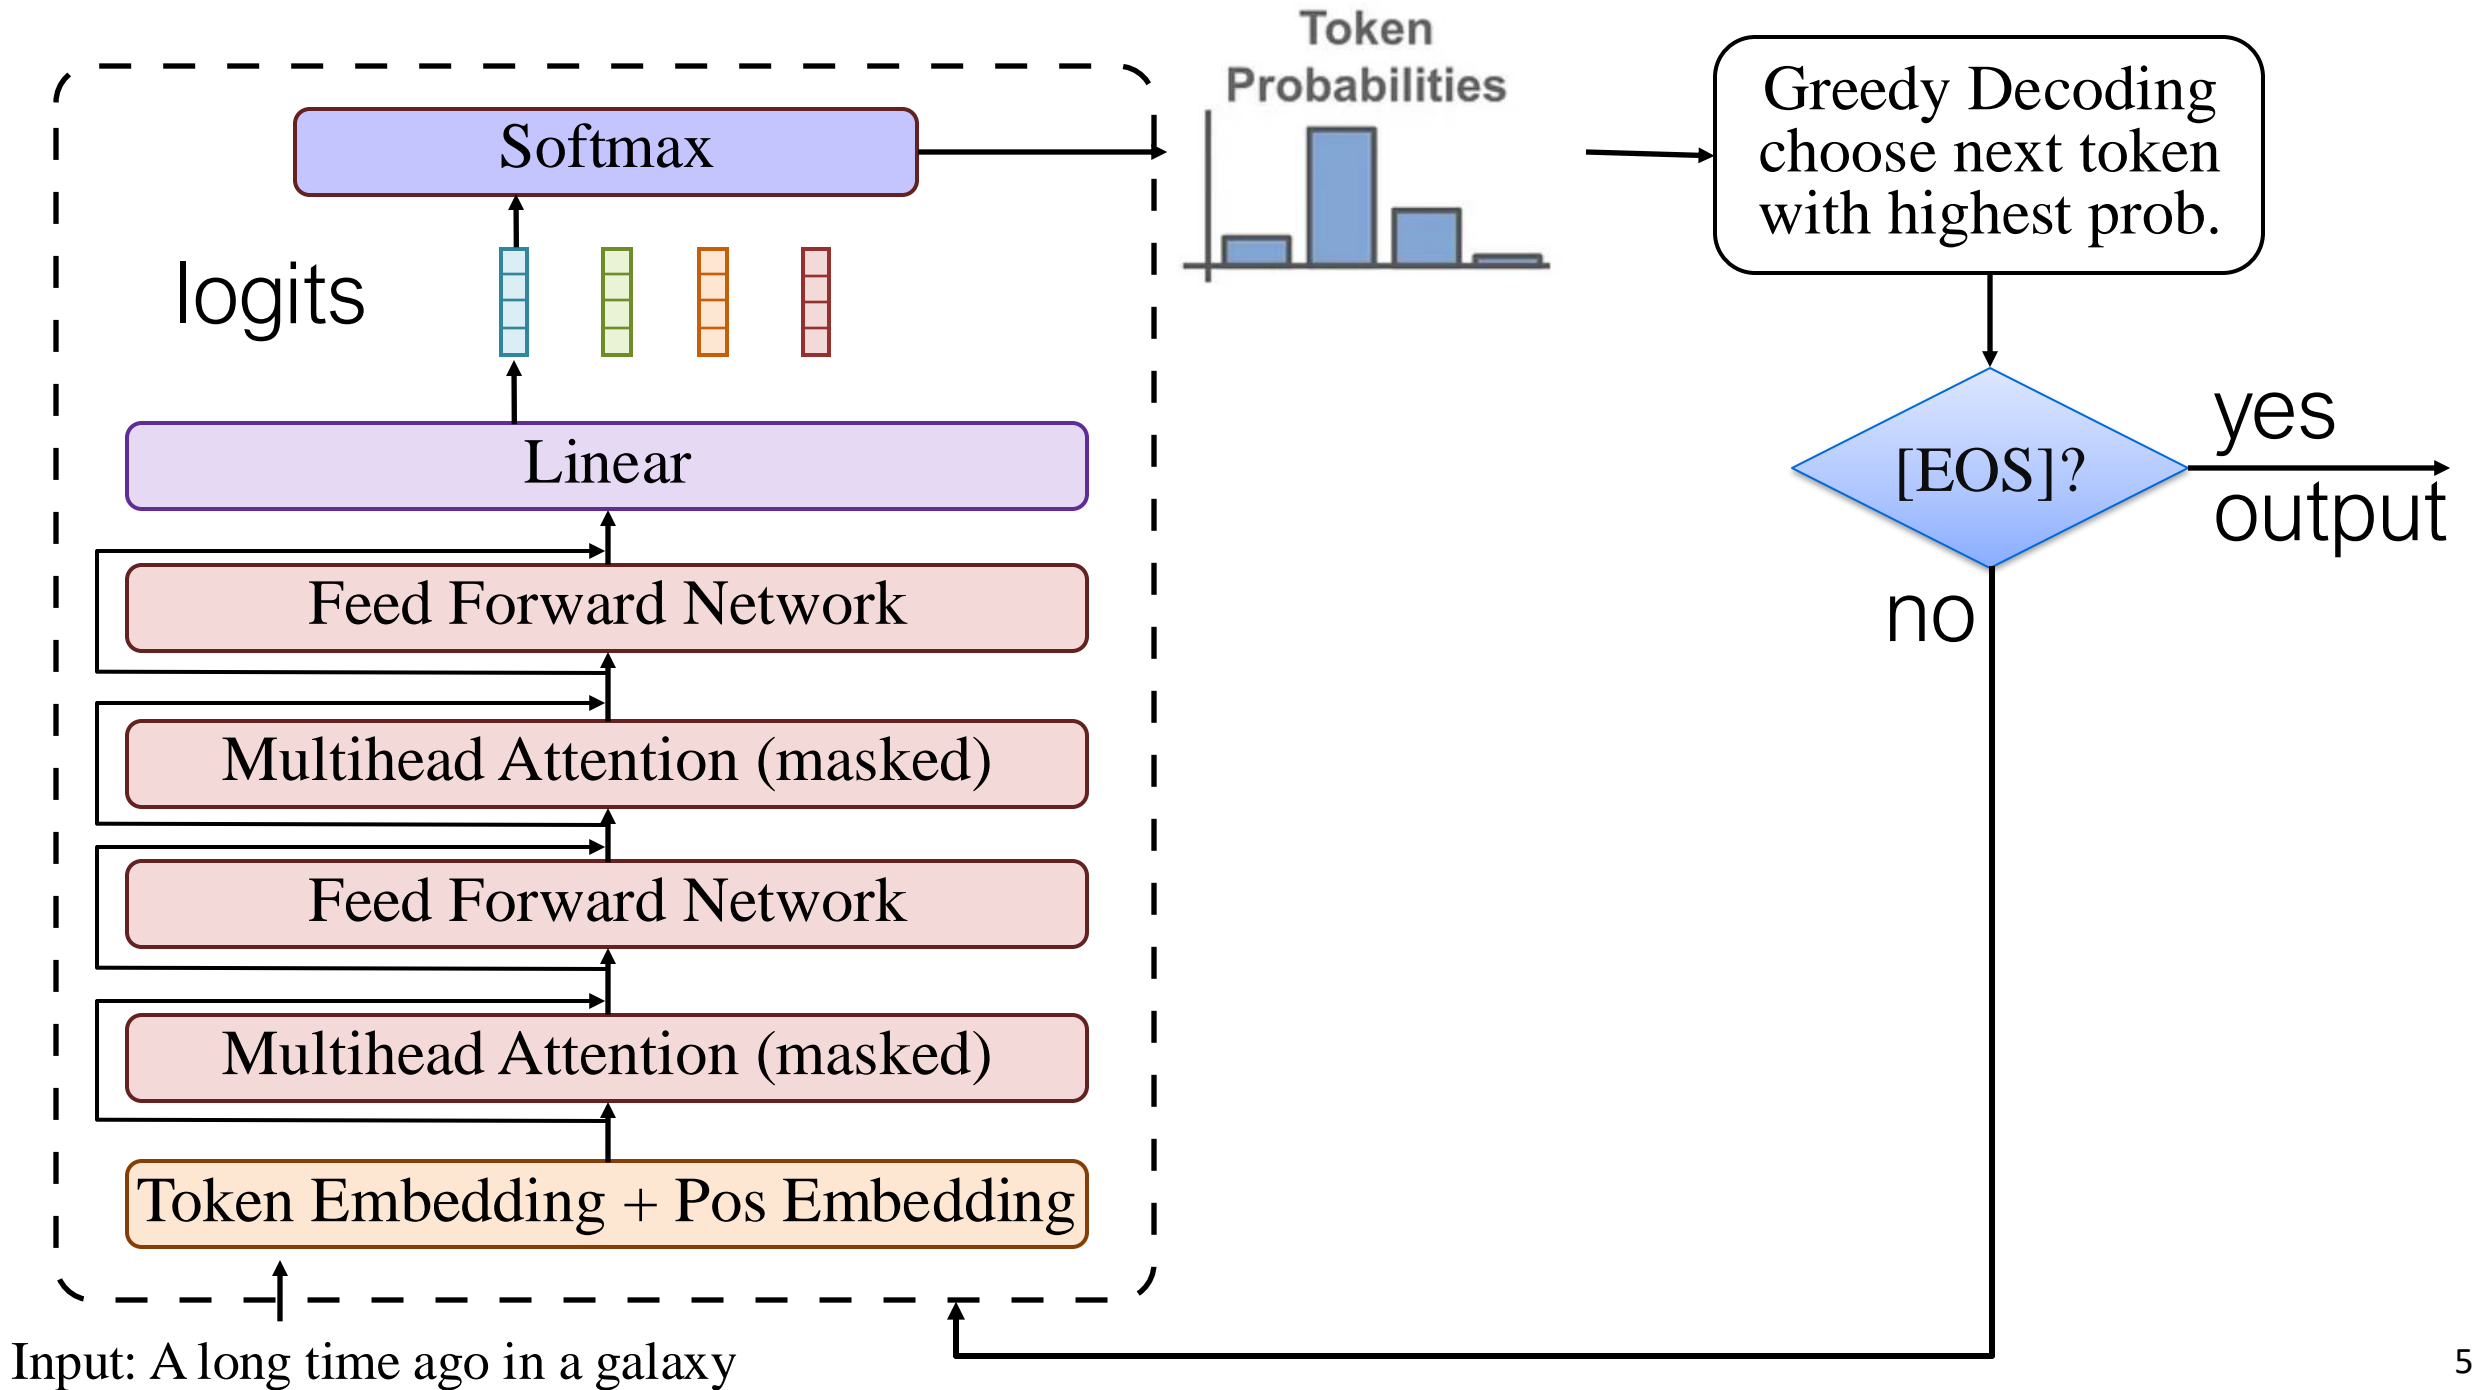 Softmax
logits
Linear
Feed Forward Network
Multihead Attention (masked)
Feed Forward Network
Multihead Attention (masked)
Token Embedding + Pos Embedding
Input: A long time ago in a galaxy
Token
Probabilities
Greedy Decoding
choose next token
with highest prob.
[EOS]?
yes
output
no
5